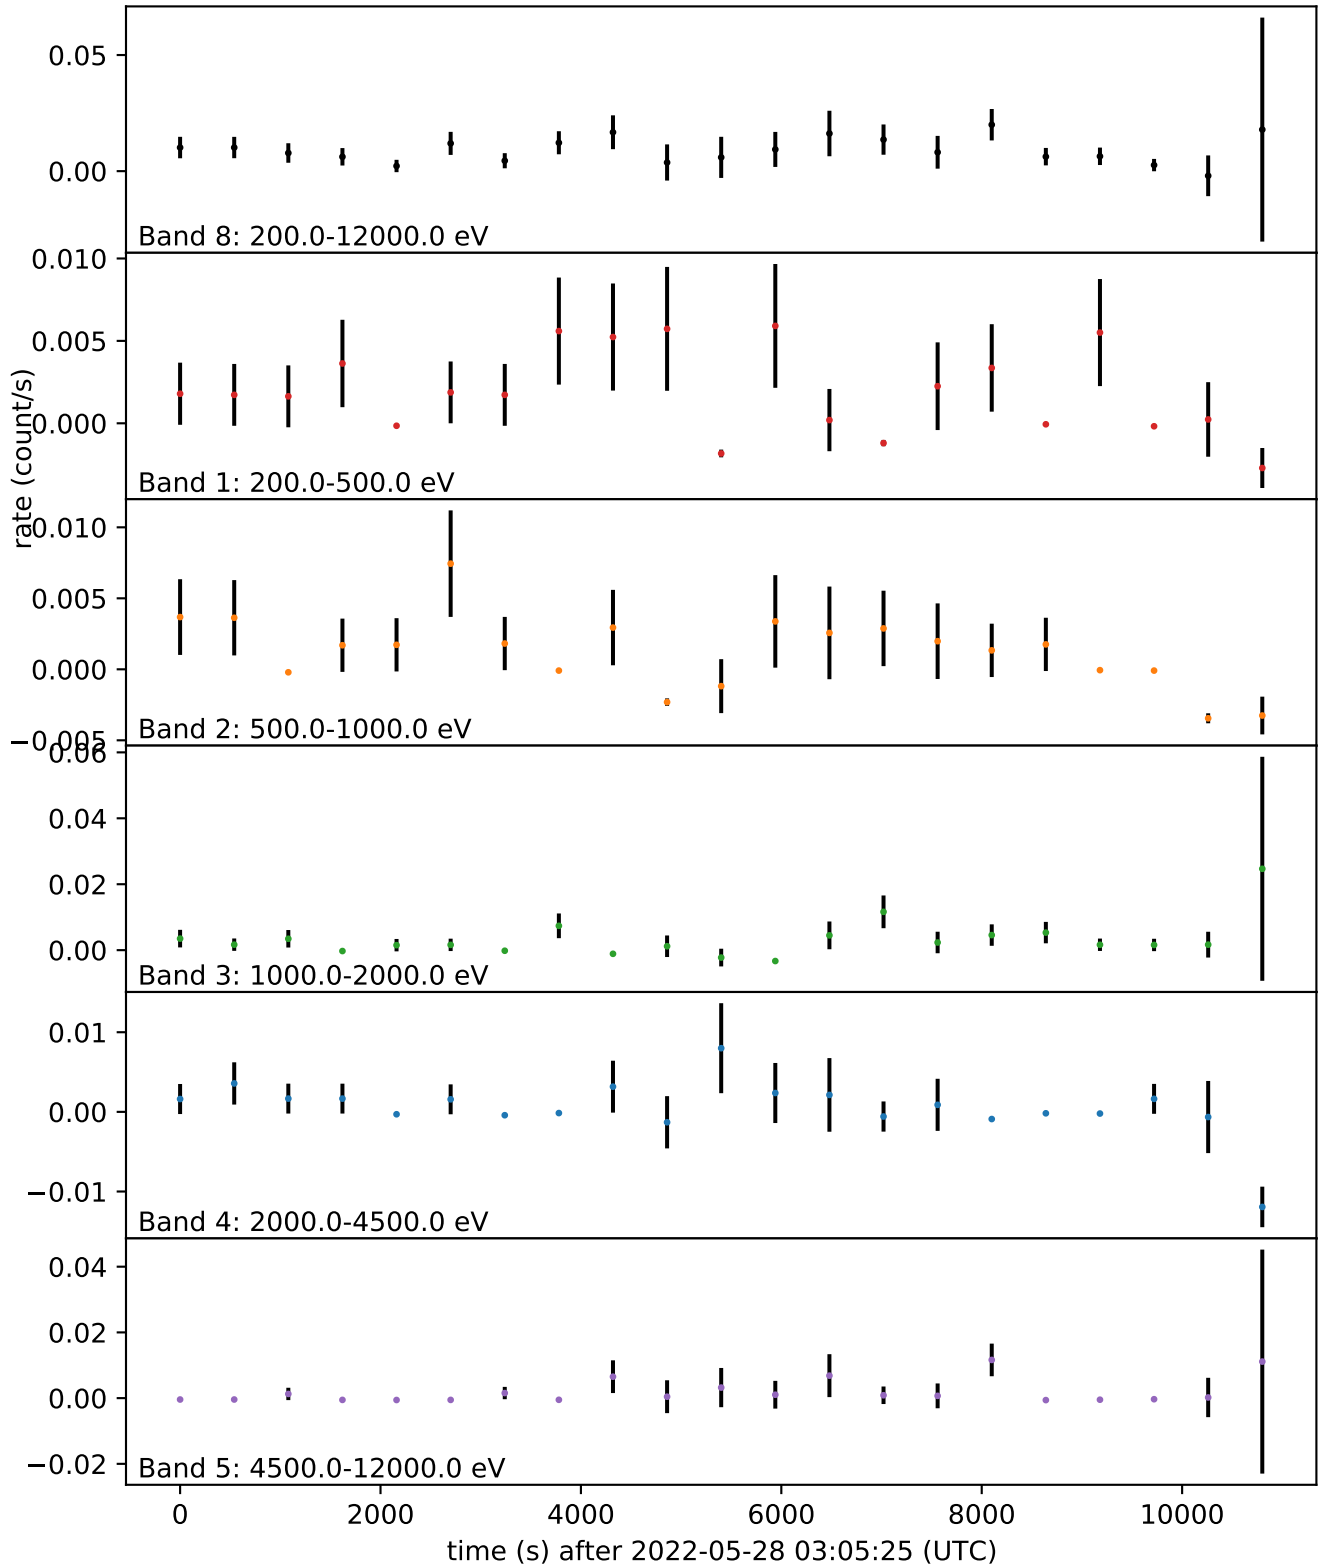 0.05
0.00
Band 8: 200.0-12000.0 eV
0.010
0.005
0.000
Band 1: 200.0-500.0 eV
rate (count/s)
0.010
0.005
0.000
−0.005
Band 2: 500.0-1000.0 eV
0.06
0.04
0.02
0.00
Band 3: 1000.0-2000.0 eV
0.01
0.00
−0.01
Band 4: 2000.0-4500.0 eV
0.04
0.02
0.00
−0.02
Band 5: 4500.0-12000.0 eV
0 2000 4000 6000 8000 10000
time (s) after 2022-05-28 03:05:25 (UTC)